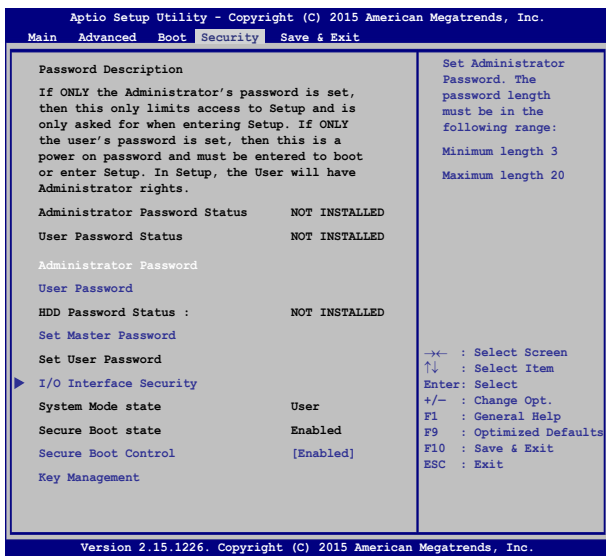 Aptio Setup Utility - Copyright (C) 2015 American Megatrends, Inc.
Main Advanced Boot Security Save & Exit
Password Description
If ONLY the Administrator's password is set,
then this only limits access to Setup and is
only asked for when entering Setup. If ONLY
the user's password is set, then this is a
power on password and must be entered to boot
or enter Setup. In Setup, the User will have
Administrator rights.
Administrator Password Status NOT INSTALLED
User Password Status NOT INSTALLED
Administrator Password
User Password
HDD Password Status : NOT INSTALLED
Set Master Password
Set User Password
I/O Interface Security
System Mode state User
Secure Boot state Enabled
Secure Boot Control [Enabled]
Key Management
Set Administrator
Password. The
password length
must be in the
following range:
Minimum length 3
Maximum length 20
→← : Select Screen
↑↓ : Select Item
Enter: Select
+/— : Change Opt.
F1 : General Help
F9 : Optimized Defaults
F10 : Save & Exit
ESC : Exit
Version 2.15.1226. Copyright (C) 2015 American Megatrends, Inc.